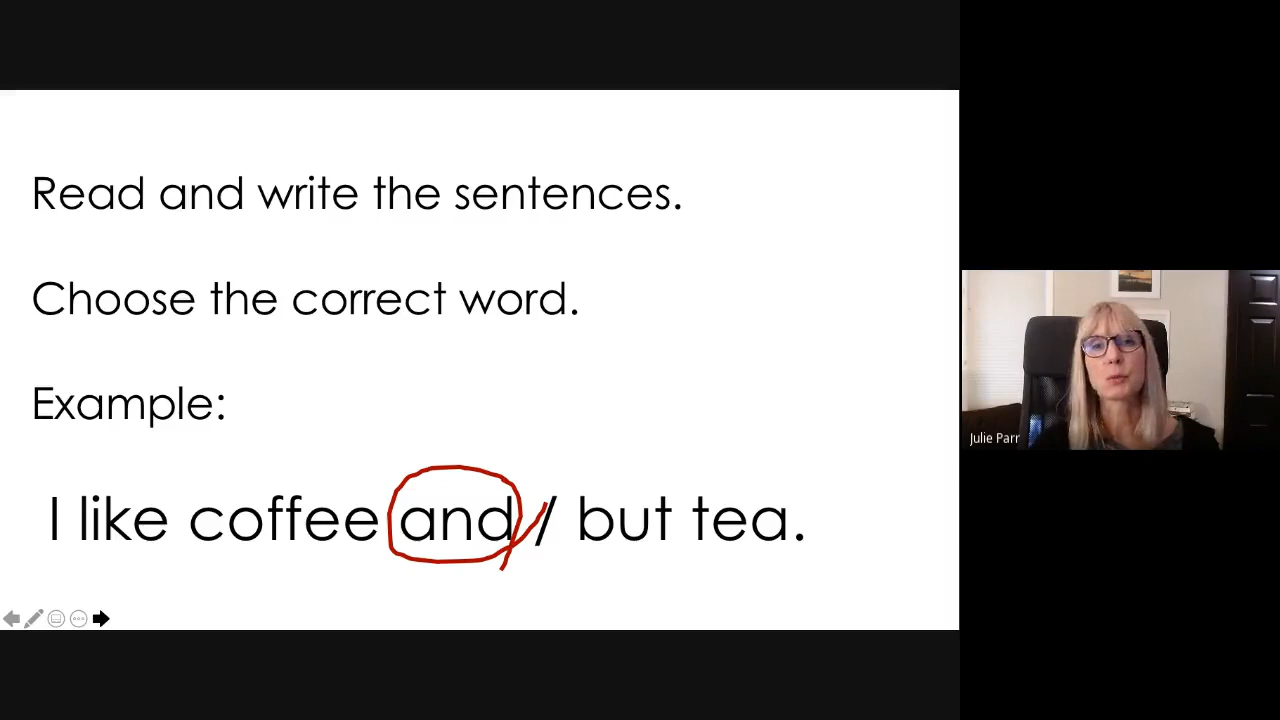 Read and write the sentences.
Choose the correct word.
Example:
I like coffee and / but tea.
Julie Parr